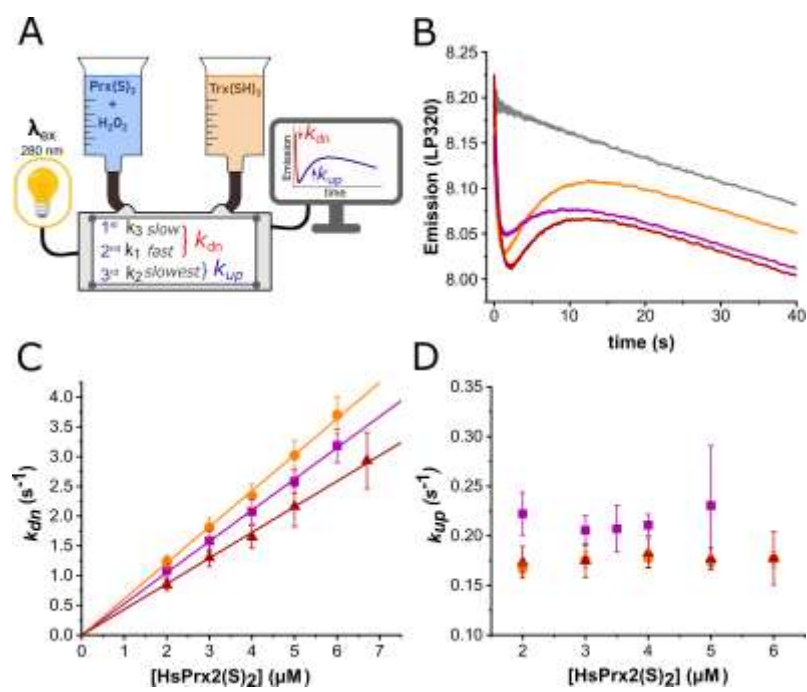 A
Prx(S)₂
+
H₂O₂
Trx(SH)₂
λex
280 nm
Emission
kdn
kup
time
1st k₃ slow
2nd k₁ fast
} kdn
3rd k₂ slowest } kup
B
Emission (LP320)
8.25
8.20
8.15
8.10
8.05
8.00
0 10 20 30 40
time (s)
C
kdn (s⁻¹)
4.0
3.5
3.0
2.5
2.0
1.5
1.0
0.5
0.0
0 1 2 3 4 5 6 7
[HsPrx2(S)₂] (µM)
D
kup (s⁻¹)
0.35
0.30
0.25
0.20
0.15
0.10
2 3 4 5 6
[HsPrx2(S)₂] (µM)